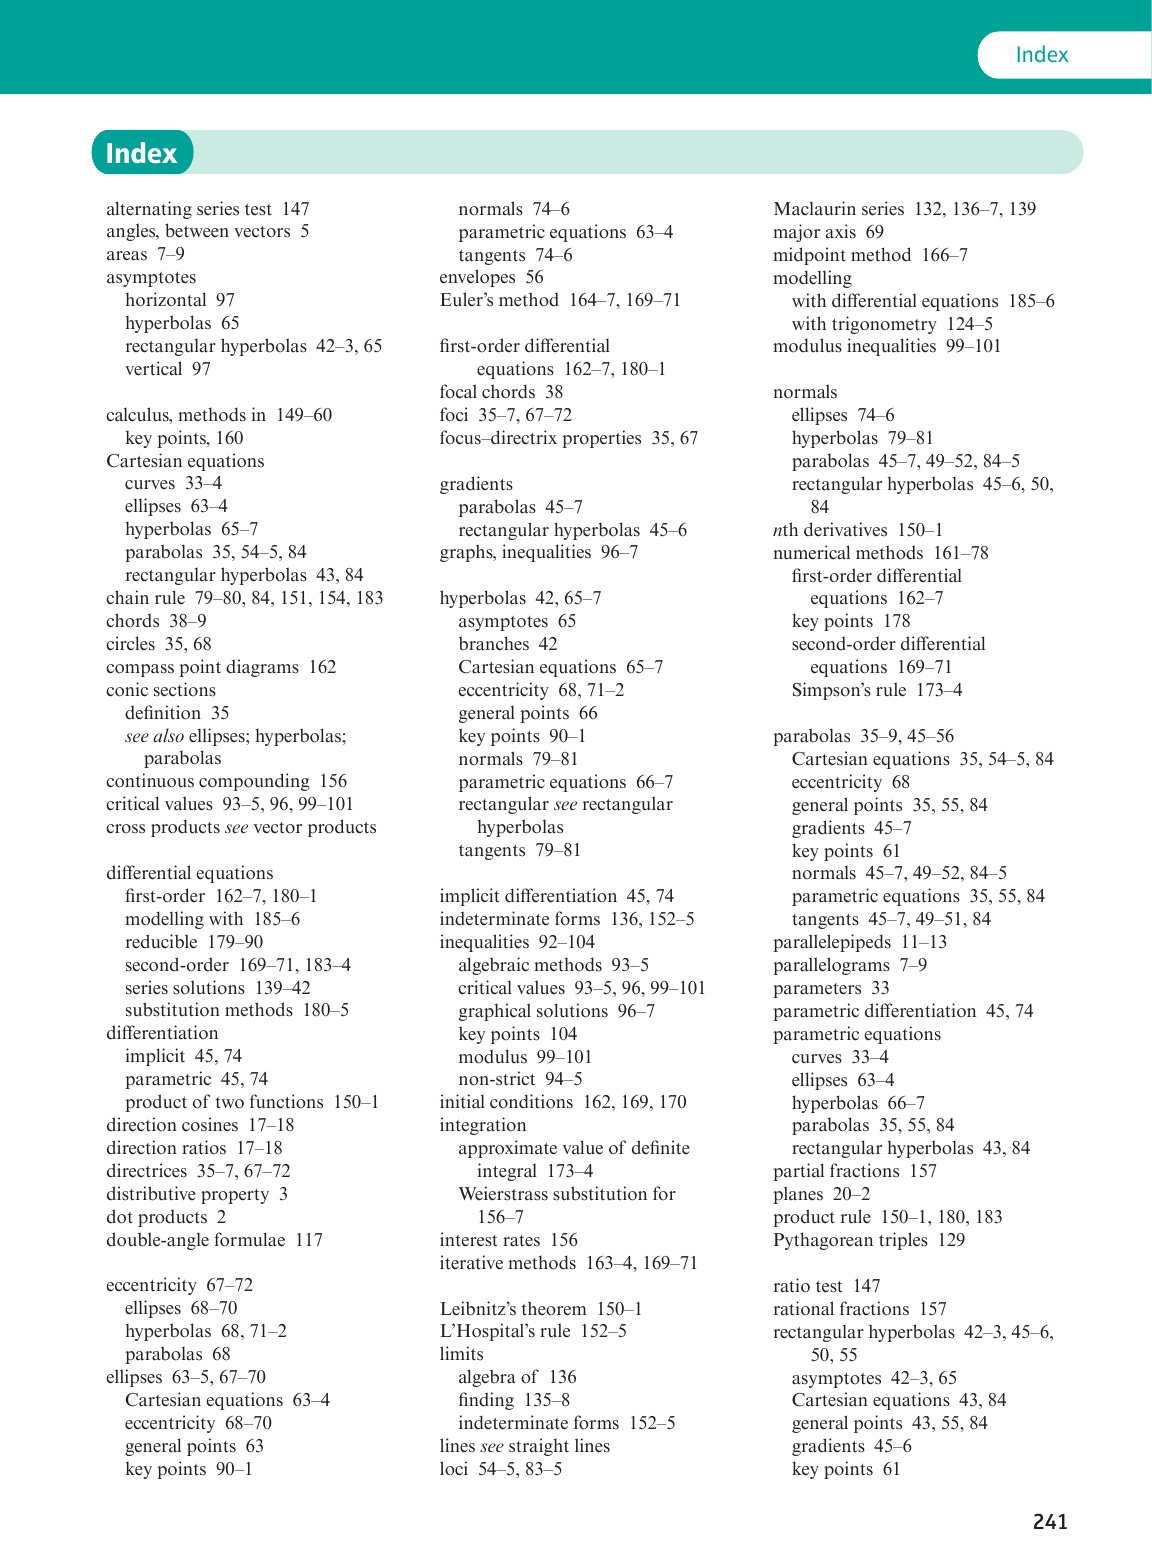 Index
Index
alternating series test 147
angles, between vectors 5
areas 7–9
asymptotes
horizontal 97
hyperbolas 65
rectangular hyperbolas 42–3, 65
vertical 97
calculus, methods in 149–60
key points, 160
Cartesian equations
curves 33–4
ellipses 63–4
hyperbolas 65–7
parabolas 35, 54–5, 84
rectangular hyperbolas 43, 84
chain rule 79–80, 84, 151, 154, 183
chords 38–9
circles 35, 68
compass point diagrams 162
conic sections
definition 35
see also ellipses; hyperbolas;
parabolas
continuous compounding 156
critical values 93–5, 96, 99–101
cross products see vector products
differential equations
first-order 162–7, 180–1
modelling with 185–6
reducible 179–90
second-order 169–71, 183–4
series solutions 139–42
substitution methods 180–5
differentiation
implicit 45, 74
parametric 45, 74
product of two functions 150–1
direction cosines 17–18
direction ratios 17–18
directrices 35–7, 67–72
distributive property 3
dot products 2
double-angle formulae 117
eccentricity 67–72
ellipses 68–70
hyperbolas 68, 71–2
parabolas 68
ellipses 63–5, 67–70
Cartesian equations 63–4
eccentricity 68–70
general points 63
key points 90–1
normals 74–6
parametric equations 63–4
tangents 74–6
envelopes 56
Euler's method 164–7, 169–71
first-order differential
equations 162–7, 180–1
focal chords 38
foci 35–7, 67–72
focus–directrix properties 35, 67
gradients
parabolas 45–7
rectangular hyperbolas 45–6
graphs, inequalities 96–7
hyperbolas 42, 65–7
asymptotes 65
branches 42
Cartesian equations 65–7
eccentricity 68, 71–2
general points 66
key points 90–1
normals 79–81
parametric equations 66–7
rectangular see rectangular
hyperbolas
tangents 79–81
implicit differentiation 45, 74
indeterminate forms 136, 152–5
inequalities 92–104
algebraic methods 93–5
critical values 93–5, 96, 99–101
graphical solutions 96–7
key points 104
modulus 99–101
non-strict 94–5
initial conditions 162, 169, 170
integration
approximate value of definite
integral 173–4
Weierstrass substitution for
156–7
interest rates 156
iterative methods 163–4, 169–71
Leibnitz's theorem 150–1
L'Hospital's rule 152–5
limits
algebra of 136
finding 135–8
indeterminate forms 152–5
lines see straight lines
loci 54–5, 83–5
Maclaurin series 132, 136–7, 139
major axis 69
midpoint method 166–7
modelling
with differential equations 185–6
with trigonometry 124–5
modulus inequalities 99–101
normals
ellipses 74–6
hyperbolas 79–81
parabolas 45–7, 49–52, 84–5
rectangular hyperbolas 45–6, 50,
84
nth derivatives 150–1
numerical methods 161–78
first-order differential
equations 162–7
key points 178
second-order differential
equations 169–71
Simpson's rule 173–4
parabolas 35–9, 45–56
Cartesian equations 35, 54–5, 84
eccentricity 68
general points 35, 55, 84
gradients 45–7
key points 61
normals 45–7, 49–52, 84–5
parametric equations 35, 55, 84
tangents 45–7, 49–51, 84
parallelepipeds 11–13
parallelograms 7–9
parameters 33
parametric differentiation 45, 74
parametric equations
curves 33–4
ellipses 63–4
hyperbolas 66–7
parabolas 35, 55, 84
rectangular hyperbolas 43, 84
partial fractions 157
planes 20–2
product rule 150–1, 180, 183
Pythagorean triples 129
ratio test 147
rational fractions 157
rectangular hyperbolas 42–3, 45–6,
50, 55
asymptotes 42–3, 65
Cartesian equations 43, 84
general points 43, 55, 84
gradients 45–6
key points 61
241